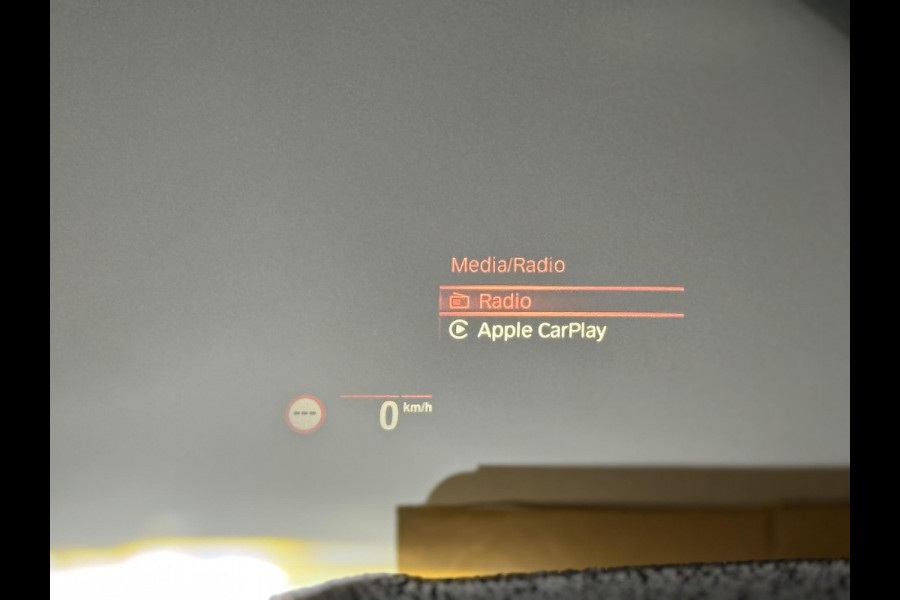 Media/Radio
Radio
Apple CarPlay
---
0 km/h